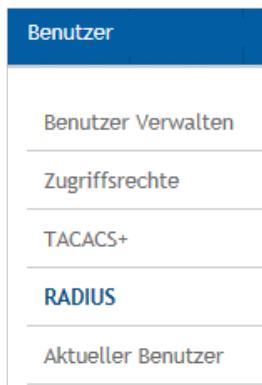 Benutzer
Benutzer Verwalten
Zugriffsrechte
TACACS+
RADIUS
Aktueller Benutzer